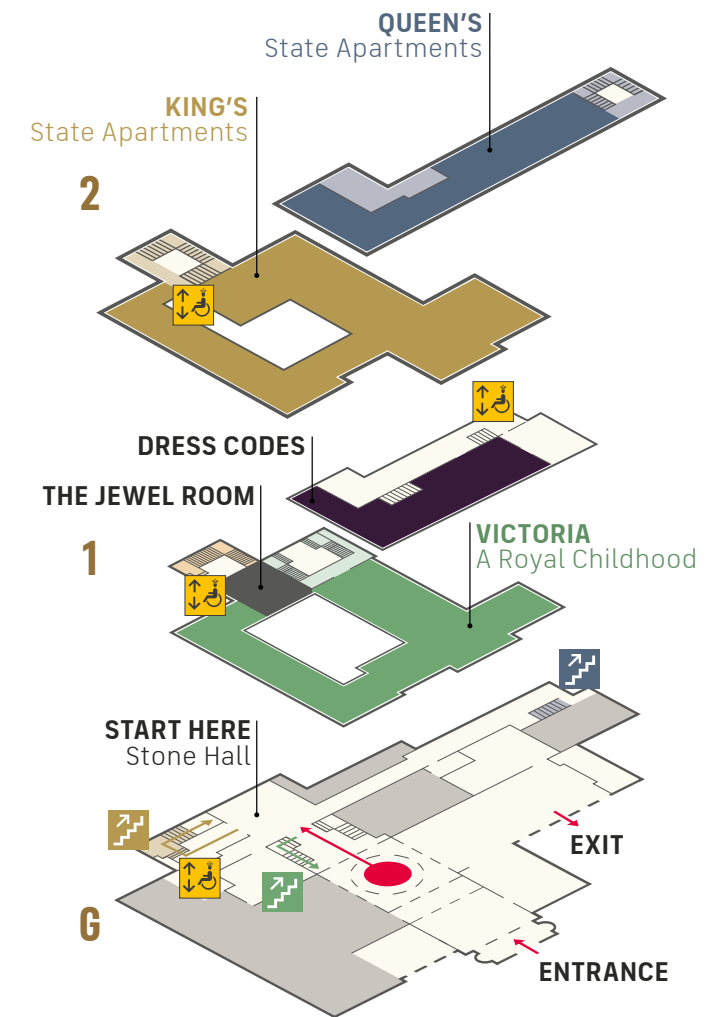 QUEEN'S
State Apartments
KING'S
State Apartments
2
DRESS CODES
THE JEWEL ROOM
VICTORIA
A Royal Childhood
1
START HERE
Stone Hall
EXIT
G
ENTRANCE